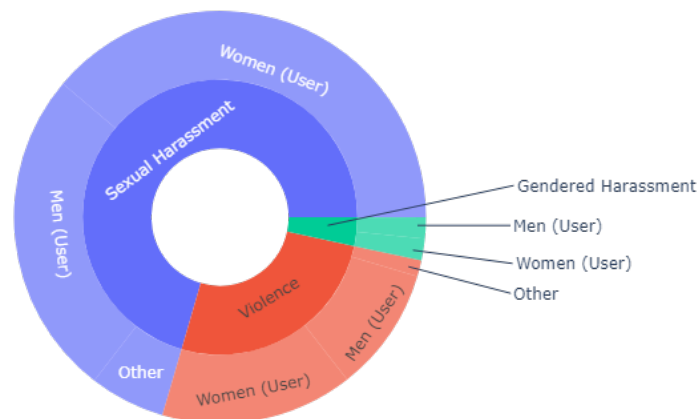 Women (User)
Sexual Harassment
Men (User)
Other
Gendered Harassment
Men (User)
Women (User)
Other
Violence
Men (User)
Women (User)